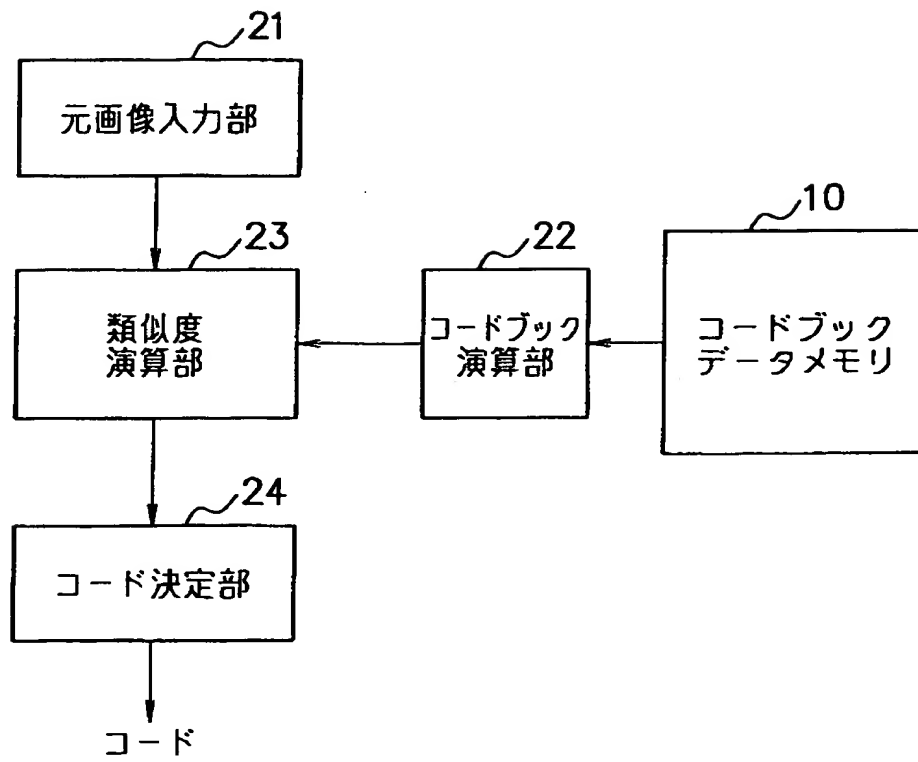 21
元画像入力部
10
23
22
類似度
演算部
コードブック
演算部
コードブック
データメモリ
24
コード決定部
コード